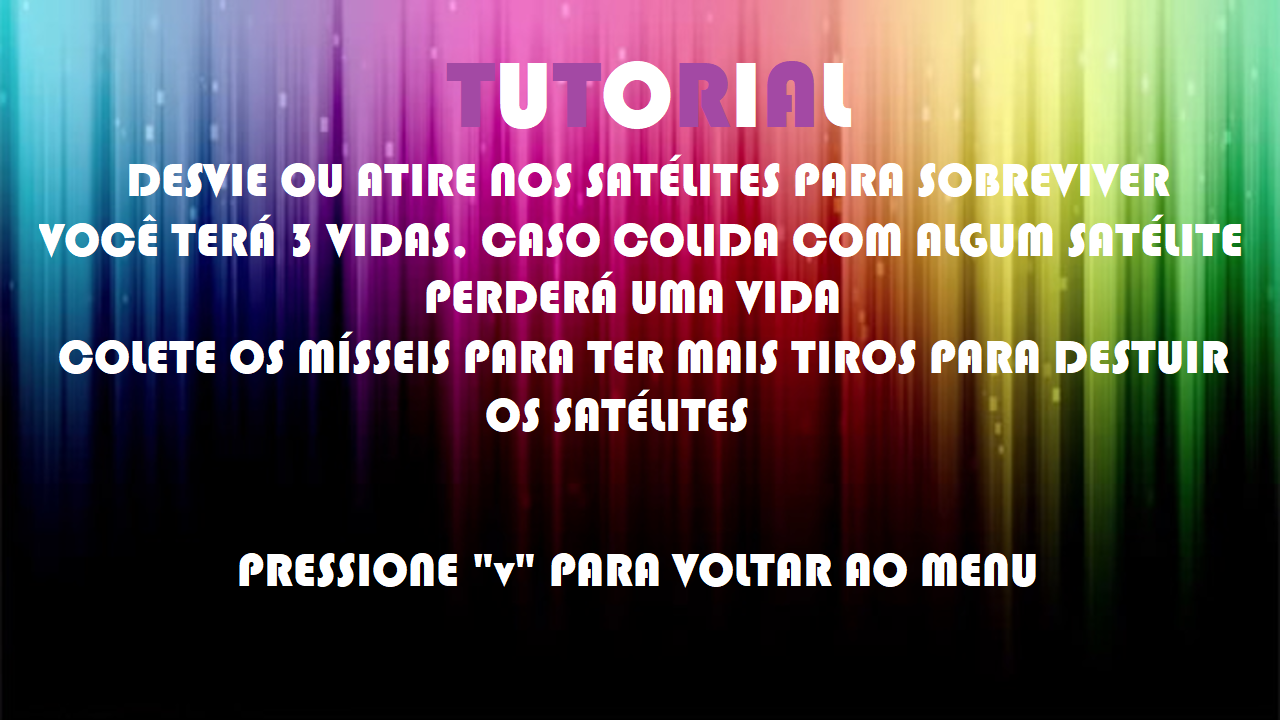 TUTORIAL
DESVIE OU ATIRE NOS SATÉLITES PARA SOBREVIVER
VOCÊ TERÁ 3 VIDAS, CASO COLIDA COM ALGUM SATÉLITE
PERDERÁ UMA VIDA
COLETE OS MÍSSEIS PARA TER MAIS TIROS PARA DESTUIR
OS SATÉLITES
PRESSIONE "v" PARA VOLTAR AO MENU